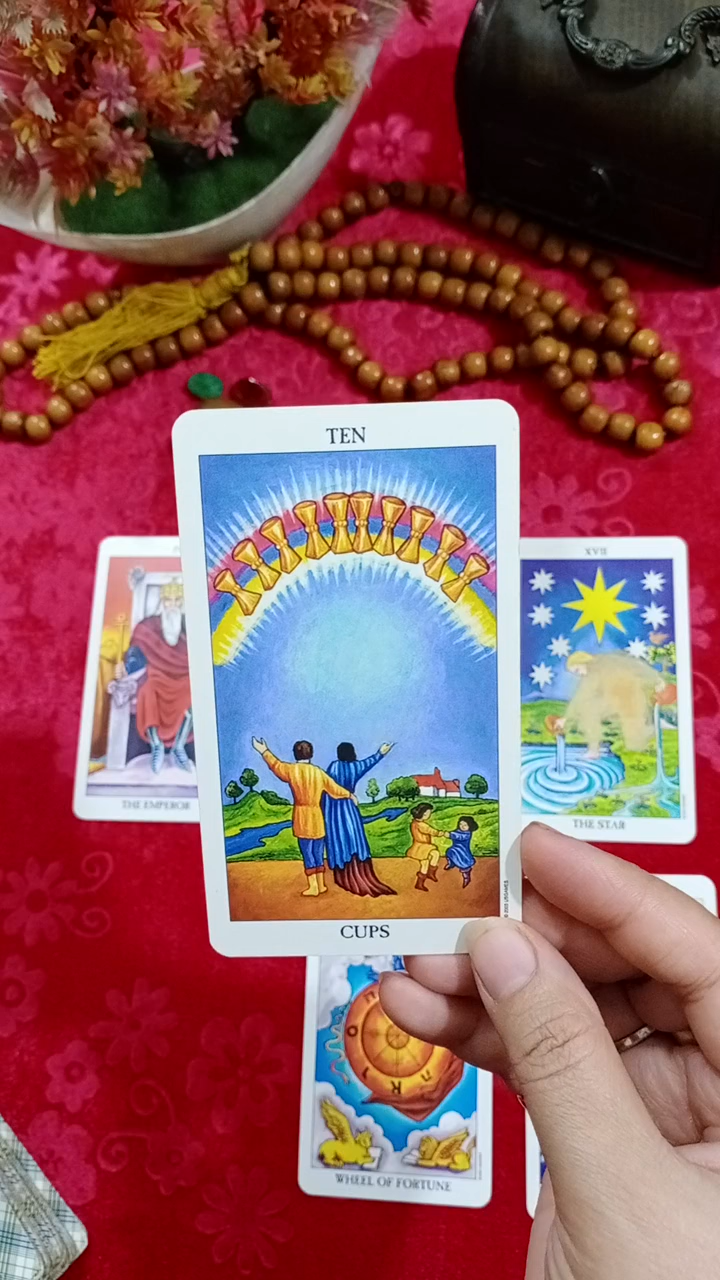 TEN
CUPS
THE EMPEROR
XVII
THE STAR
WHEEL OF FORTUNE